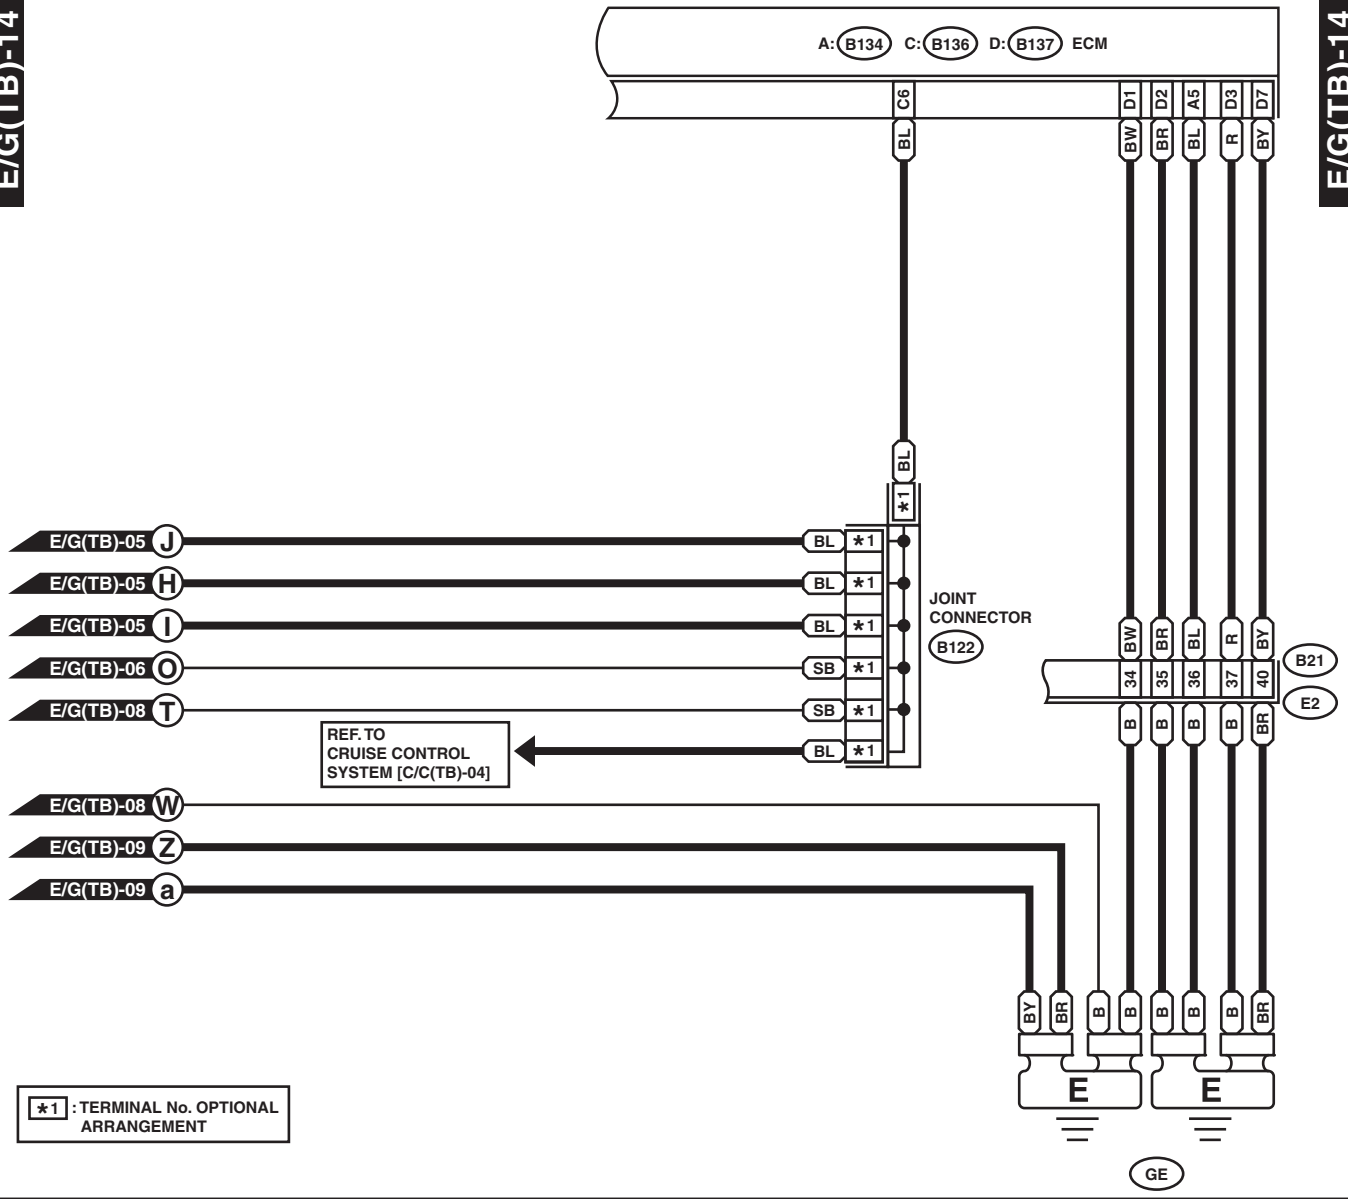 E/G(TB)-14
E/G(TB)-14
A: B134 C: B136 D: B137 ECM
C6 D1 D2 A5 D3 D7
BL BW BR BL R BY
BL
*1
E/G(TB)-05 J BL *1
E/G(TB)-05 H BL *1
E/G(TB)-05 I BL *1
E/G(TB)-06 O SB *1
E/G(TB)-08 T SB *1
BL *1
JOINT
CONNECTOR
B122
REF. TO
CRUISE CONTROL
SYSTEM [C/C(TB)-04]
BW BR BL R BY
34 35 36 37 40
B21
E2
B B B B BR
E/G(TB)-08 W
E/G(TB)-09 Z
E/G(TB)-09 a
BY BR B B B B B BR
E E
GE
*1 : TERMINAL No. OPTIONAL
ARRANGEMENT